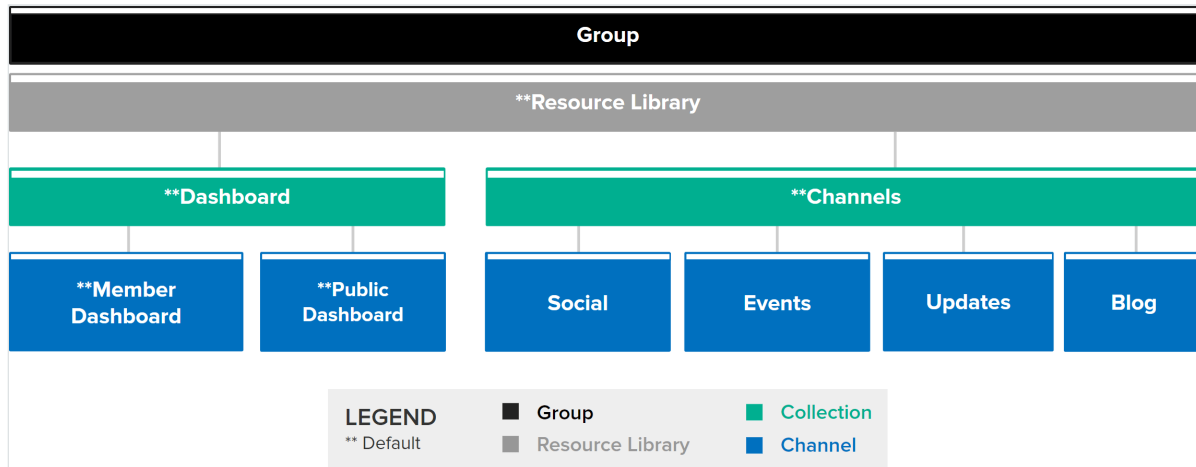 Group
**Resource Library
**Dashboard
**Channels
**Member
Dashboard
**Public
Dashboard
Social
Events
Updates
Blog
LEGEND
** Default
Group
Resource Library
Collection
Channel